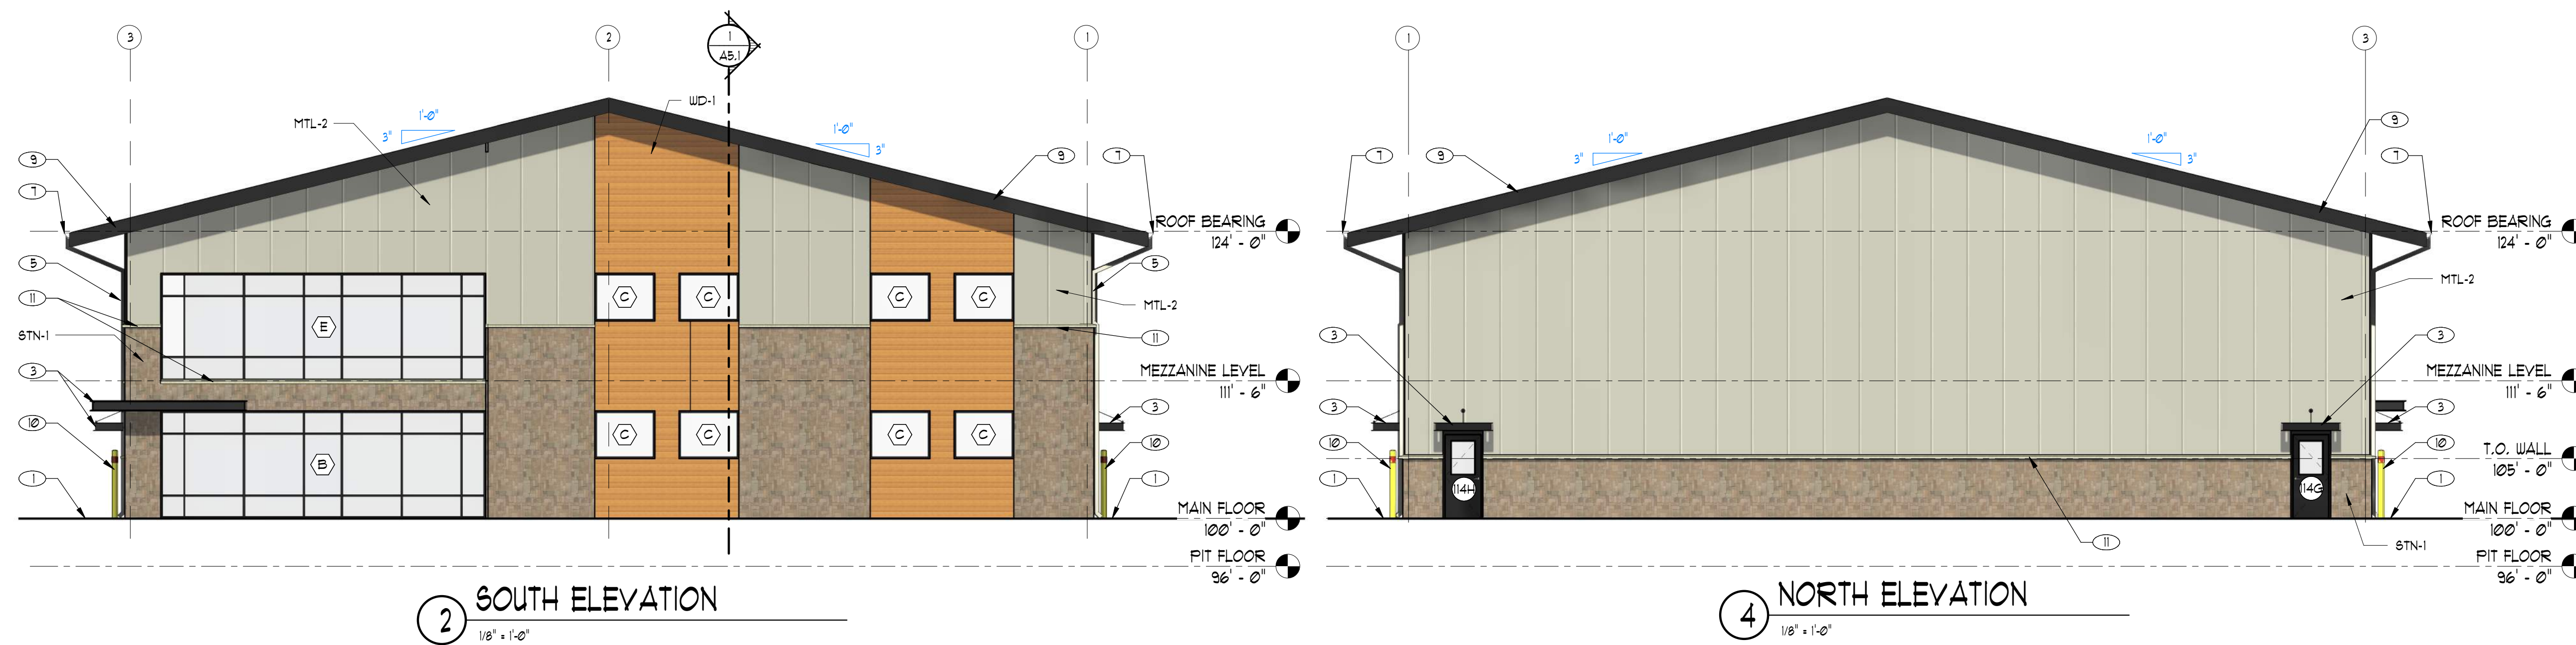 3
2
1
A5.1
1
WD-1
MTL-2
1'-0"
3"
1'-0"
3"
9
7
9
7
ROOF BEARING
124' - 0"
5
5
11
MTL-2
E
C
C
C
C
STN-1
11
3
MEZZANINE LEVEL
111' - 6"
3
10
B
C
C
C
C
10
1
1
MAIN FLOOR
100' - 0"
PIT FLOOR
96' - 0"
2
SOUTH ELEVATION
1/8" = 1'-0"
1
3
1'-0"
3"
1'-0"
3"
9
7
9
7
ROOF BEARING
124' - 0"
MTL-2
3
3
MEZZANINE LEVEL
111' - 6"
3
3
10
10
T.O. WALL
105' - 0"
1
114H
114G
1
MAIN FLOOR
100' - 0"
11
STN-1
PIT FLOOR
96' - 0"
4
NORTH ELEVATION
1/8" = 1'-0"